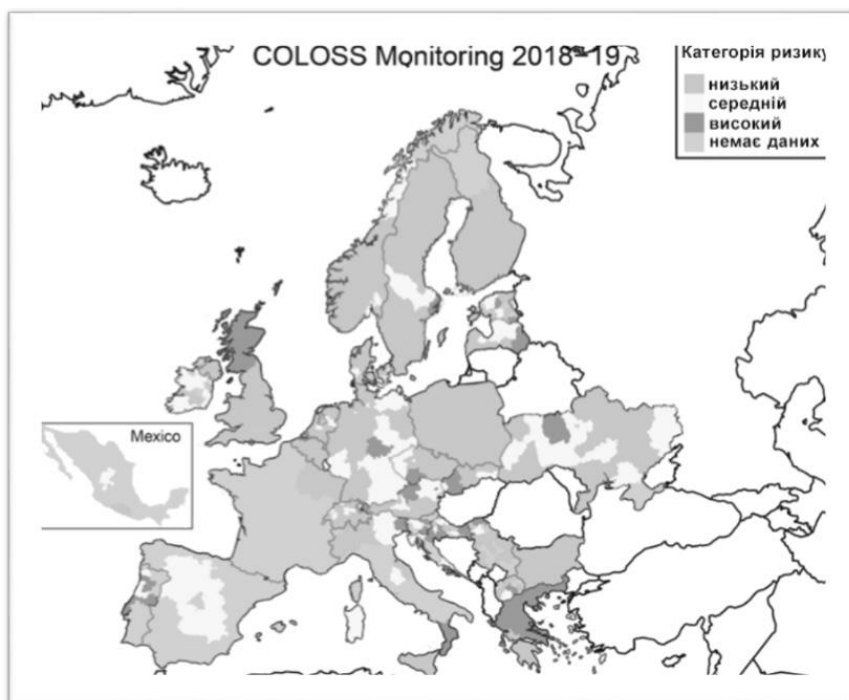 COLOSS Monitoring 2018–19
Категорія ризику
низький
середній
високий
немає даних
Mexico